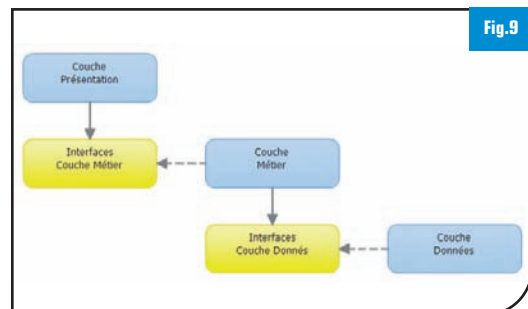 Fig.9
Couche
Présentation
Interfaces
Couche Métier
Couche
Métier
Interfaces
Couche Donnés
Couche
Données